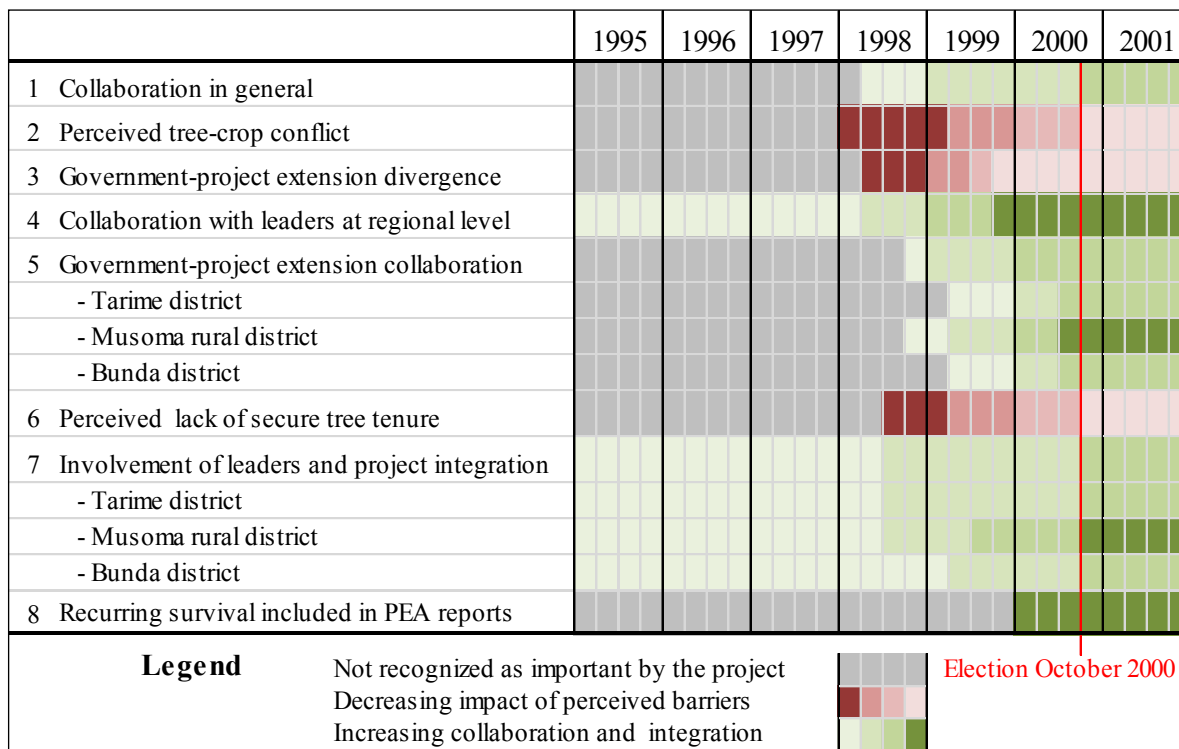 1995 1996 1997 1998 1999 2000 2001
1 Collaboration in general
2 Perceived tree-crop conflict
3 Government-project extension divergence
4 Collaboration with leaders at regional level
5 Government-project extension collaboration
- Tarime district
- Musoma rural district
- Bunda district
6 Perceived lack of secure tree tenure
7 Involvement of leaders and project integration
- Tarime district
- Musoma rural district
- Bunda district
8 Recurring survival included in PEA reports
Legend Not recognized as important by the project Election October 2000
Decreasing impact of perceived barriers
Increasing collaboration and integration